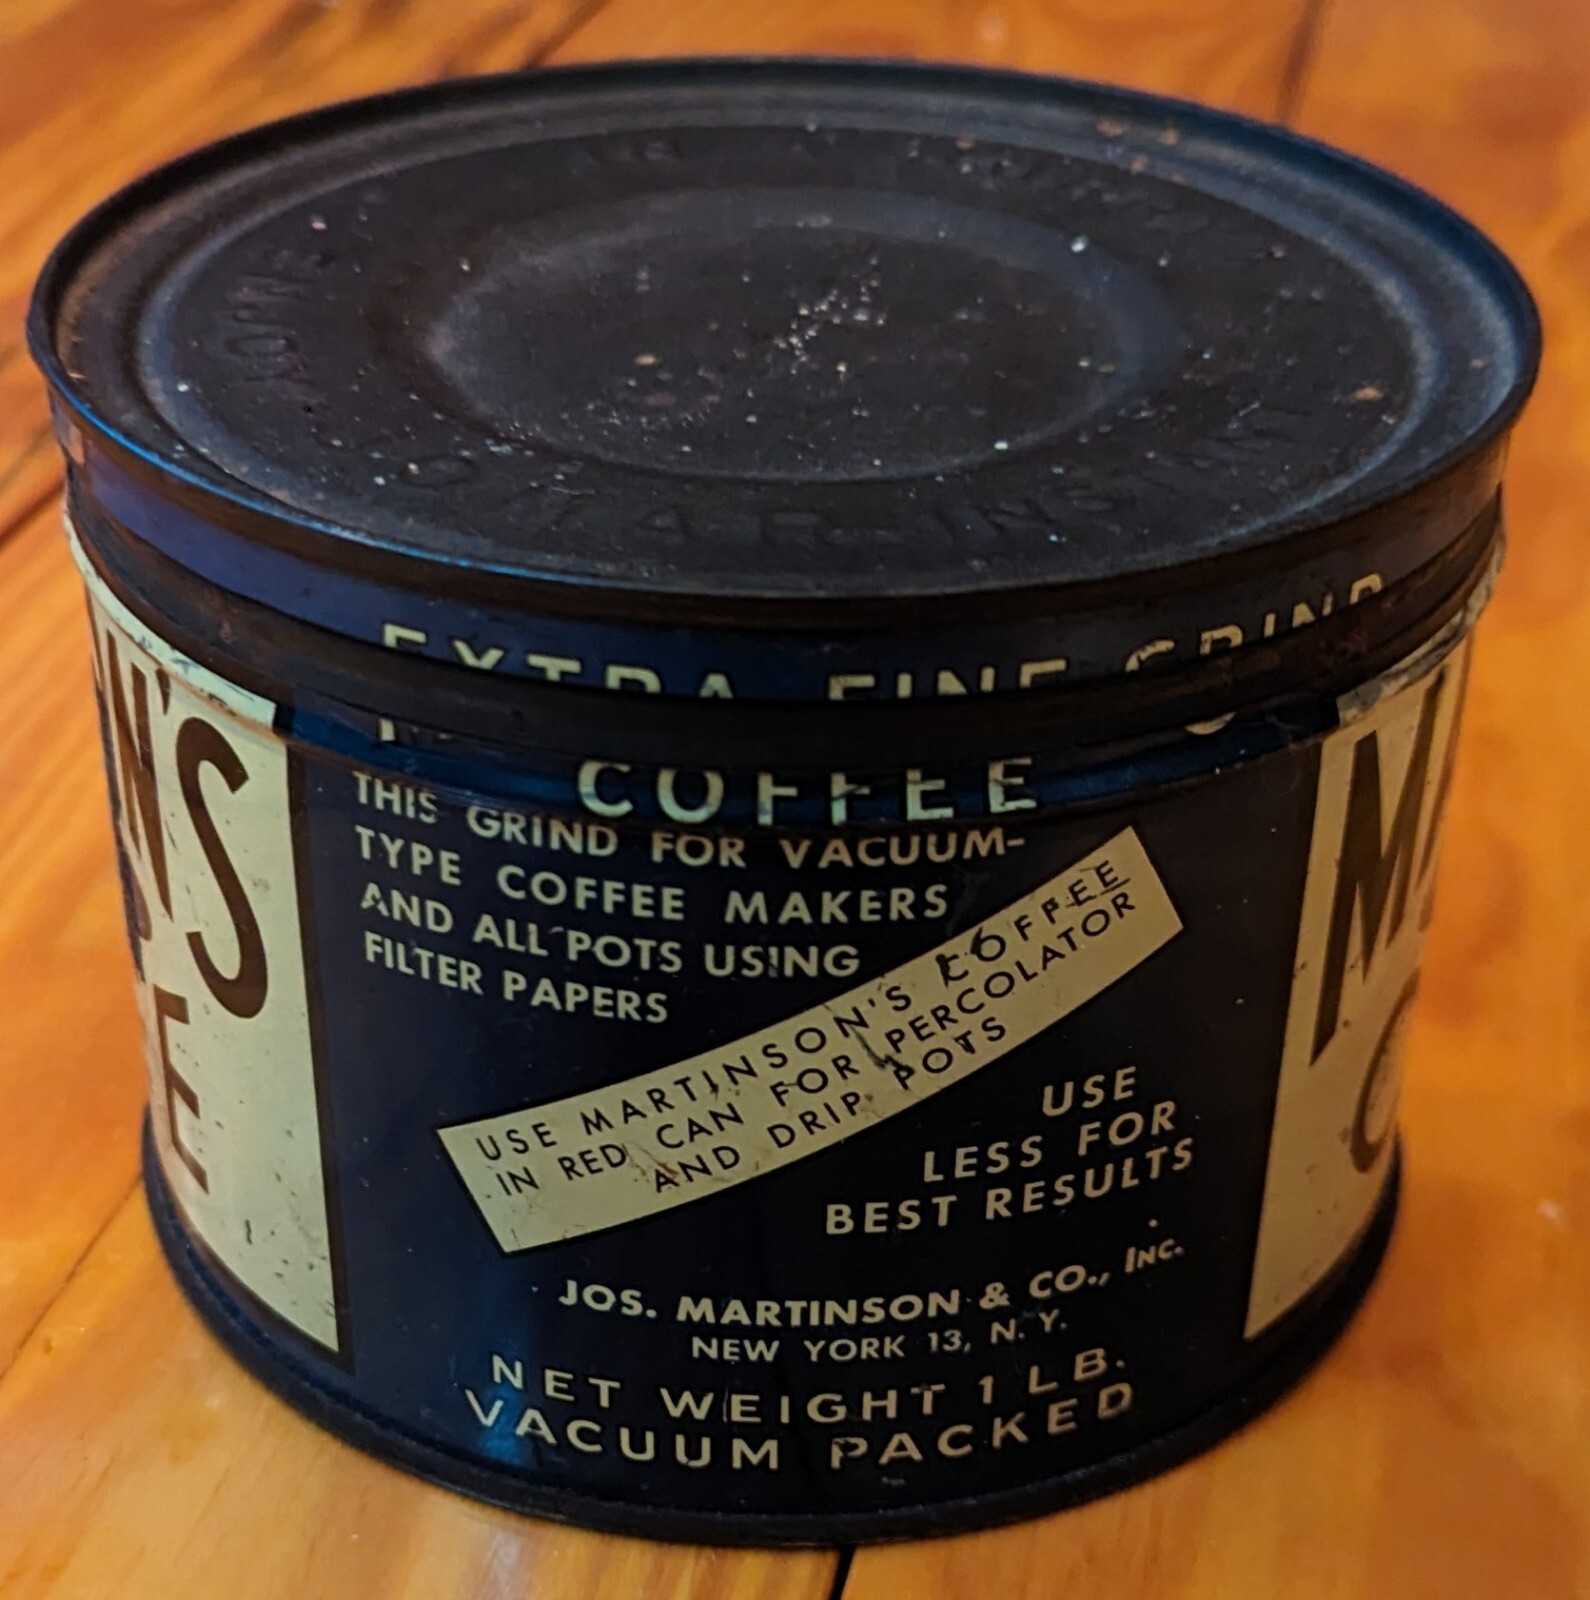 EXTRA FINE GRIND
COFFEE
THIS GRIND FOR VACUUM-
TYPE COFFEE MAKERS
AND ALL POTS USING
FILTER PAPERS
USE MARTINSON'S COFFEE
IN RED CAN FOR PERCOLATOR
AND DRIP POTS
USE
LESS FOR
BEST RESULTS
JOS. MARTINSON & CO., INC.
NEW YORK 13, N. Y.
NET WEIGHT 1 LB.
VACUUM PACKED